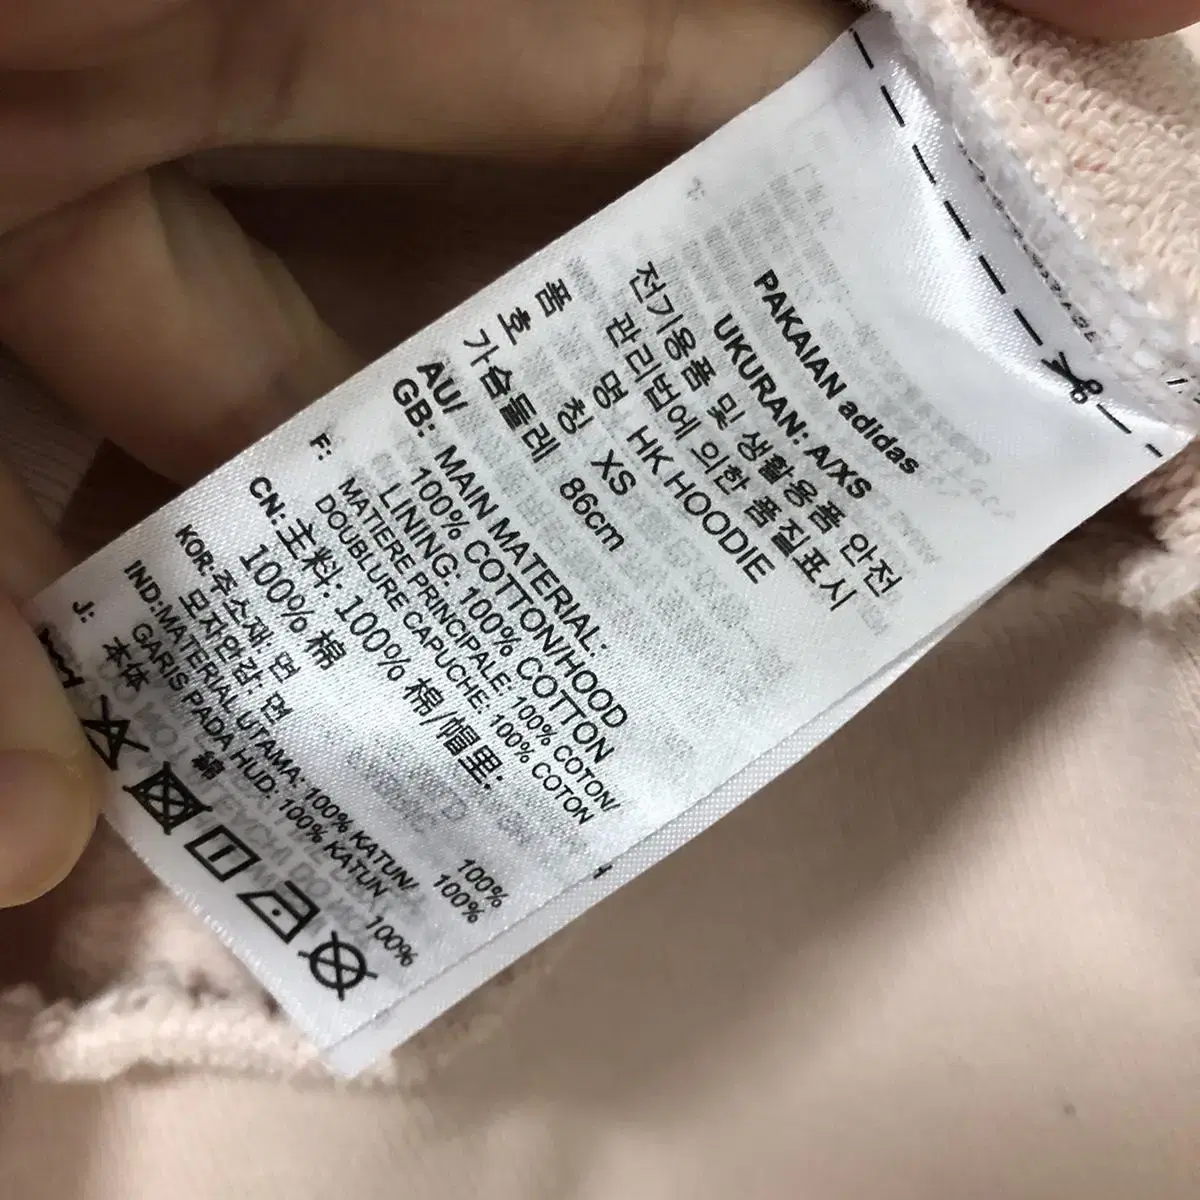 PAKAIAN adidas
UKURAN: A/XS
전기용품 및 생활용품 안전
관리법에 의한 품질표시
품 명 HK HOODIE
호 칭 XS
가슴둘레 86cm
AU/
GB: MAIN MATERIAL:
100% COTTON/HOOD
LINING: 100% COTTON
F: MATIERE PRINCIPALE: 100% COTON/
DOUBLURE CAPUCHE: 100% COTON
CN: 主料: 100% 棉/帽里:
100% 棉
KOR: 주소재: 면 100%
모자안감: 면 100%
IND: MATERIAL UTAMA: 100% KATUN/
GARIS PADA HUD: 100% KATUN
J: 本体 綿 100%